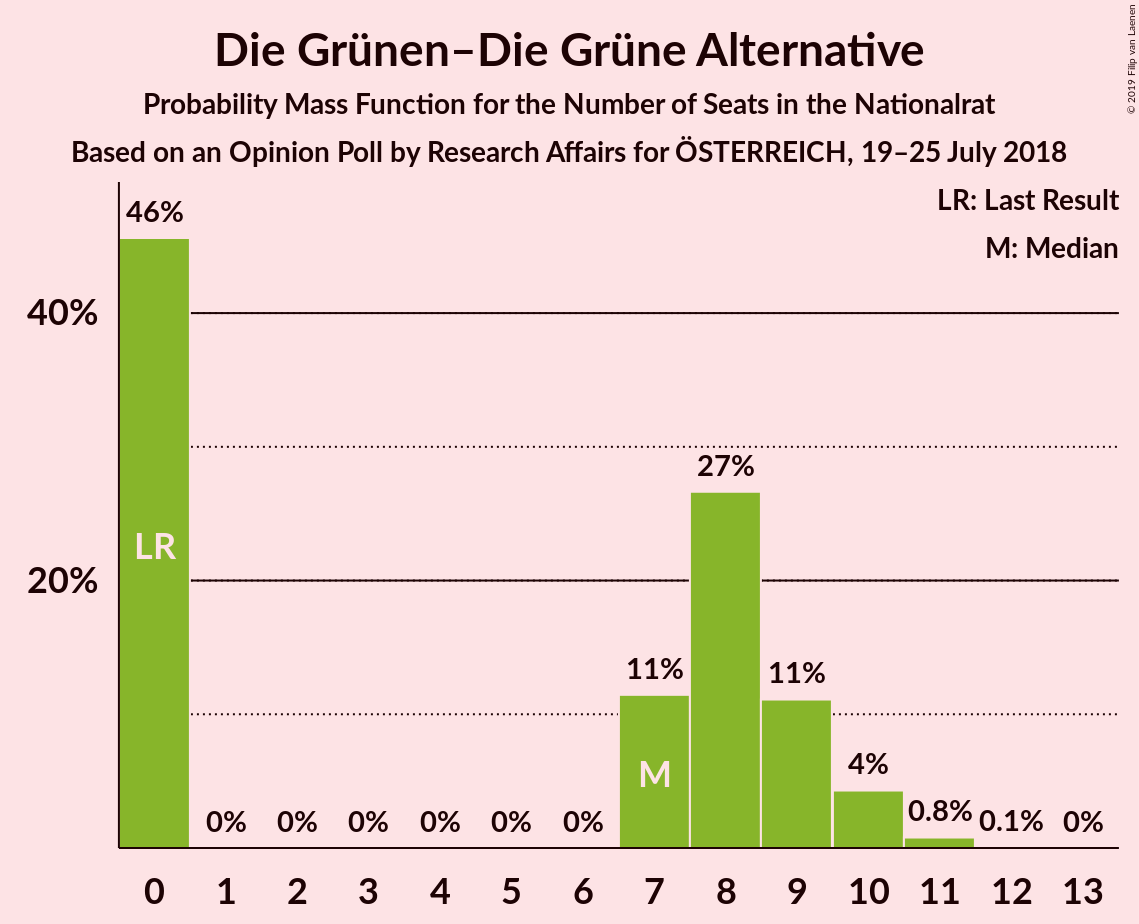 Die Grünen–Die Grüne Alternative
Probability Mass Function for the Number of Seats in the Nationalrat
Based on an Opinion Poll by Research Affairs for ÖSTERREICH, 19–25 July 2018
© 2019 Filip van Laenen
LR: Last Result
M: Median
46%
40%
27%
LR
20%
11%
11%
M
4%
0% 0% 0% 0% 0% 0% 0.8% 0.1% 0%
0 1 2 3 4 5 6 7 8 9 10 11 12 13